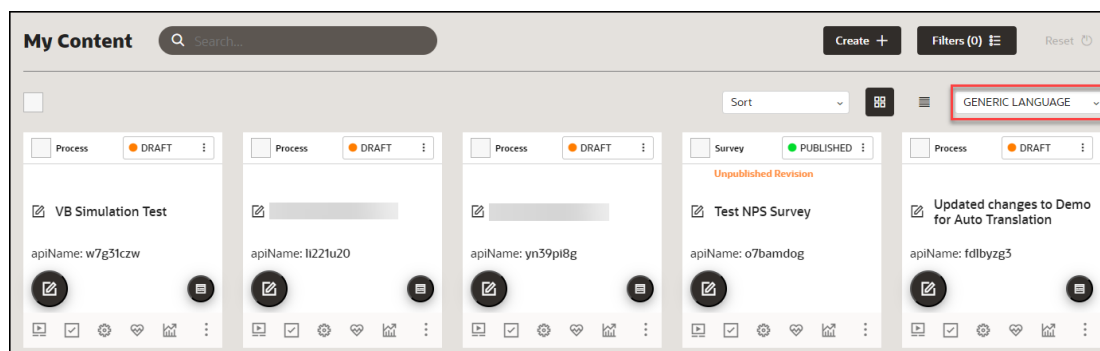 My Content
Search...
Create +
Filters (0)
Reset
Sort
GENERIC LANGUAGE
Process
DRAFT
Process
DRAFT
Process
DRAFT
Survey
PUBLISHED
Process
DRAFT
Unpublished Revision
VB Simulation Test
Test NPS Survey
Updated changes to Demo
for Auto Translation
apiName: w7g31czw
apiName: li221u20
apiName: yn39pi8g
apiName: o7bamdog
apiName: fdlbyzg3